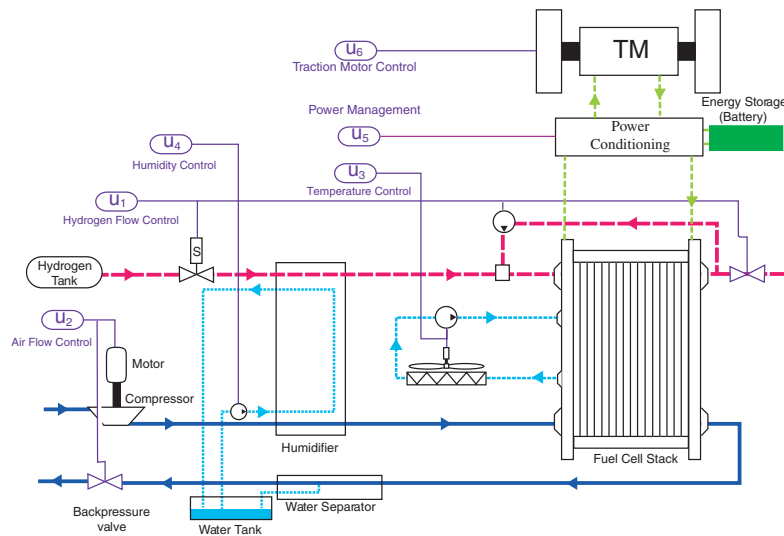 u6
TM
Traction Motor Control
Energy Storage
(Battery)
Power Management
u5
Power
Conditioning
u4
Humidity Control
u3
Temperature Control
u1
Hydrogen Flow Control
S
Hydrogen
Tank
u2
Air Flow Control
Motor
Compressor
Humidifier
Fuel Cell Stack
Backpressure
valve
Water Tank
Water Separator